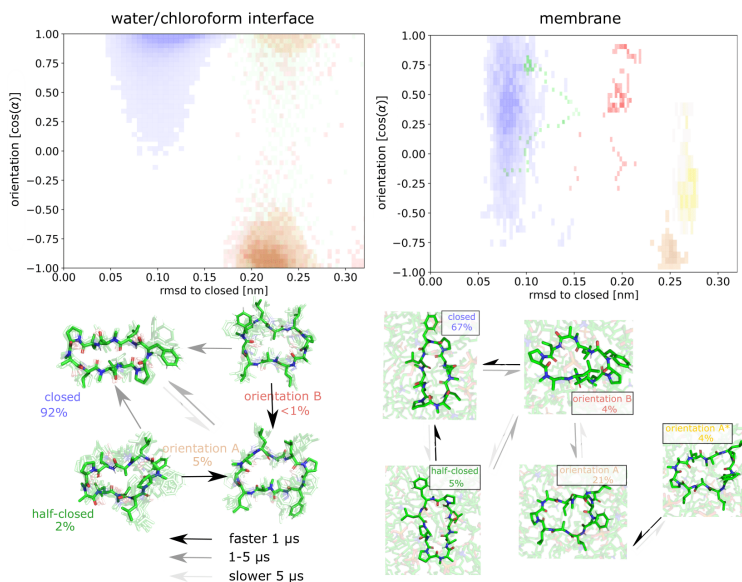 water/chloroform interface
membrane
orientation [cos(α)]
1.00
0.75
0.50
0.25
0.00
−0.25
−0.50
−0.75
−1.00
0.00 0.05 0.10 0.15 0.20 0.25 0.30
rmsd to closed [nm]
orientation [cos(α)]
1.00
0.75
0.50
0.25
0.00
−0.25
−0.50
−0.75
−1.00
0.00 0.05 0.10 0.15 0.20 0.25 0.30
rmsd to closed [nm]
closed
92%
orientation B
<1%
orientation A
5%
half-closed
2%
faster 1 μs
1-5 μs
slower 5 μs
closed
67%
orientation B
4%
orientation A*
4%
half-closed
5%
orientation A
21%